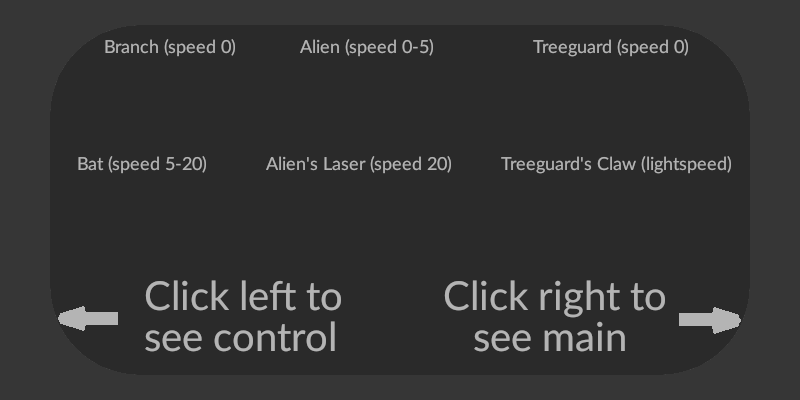 Branch (speed 0)
Alien (speed 0-5)
Treeguard (speed 0)
Bat (speed 5-20)
Alien's Laser (speed 20)
Treeguard's Claw (lightspeed)
Click left to
see control
Click right to
see main